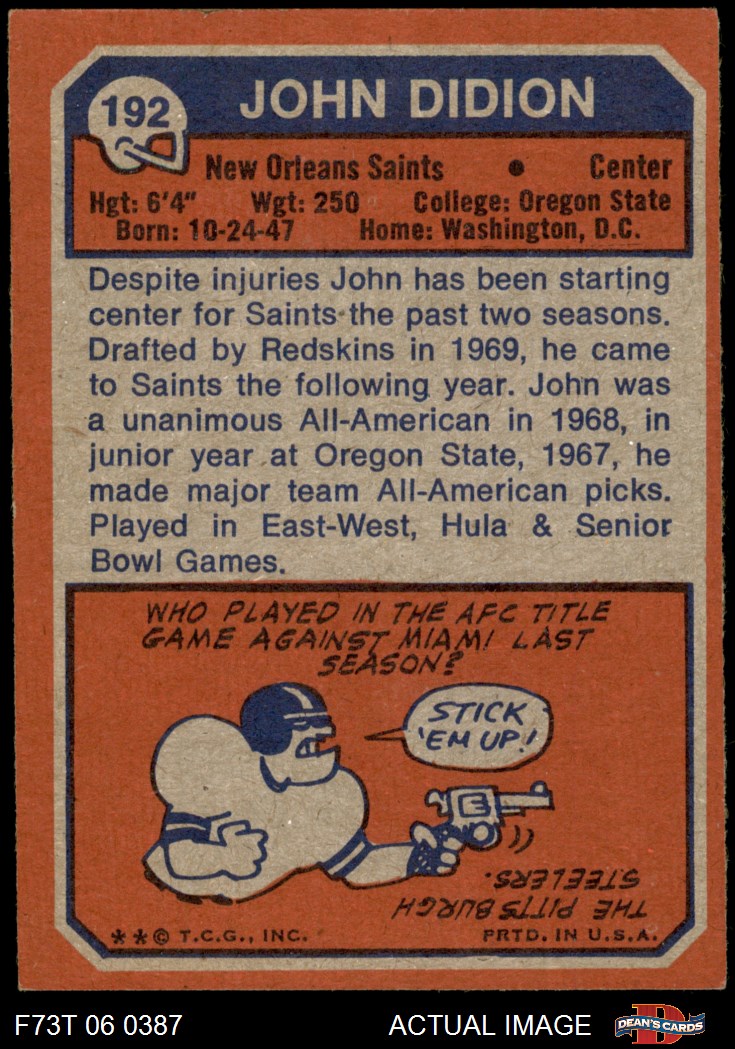 192
JOHN DIDION
New Orleans Saints • Center
Hgt: 6'4" Wgt: 250 College: Oregon State
Born: 10-24-47 Home: Washington, D.C.
Despite injuries John has been starting
center for Saints the past two seasons.
Drafted by Redskins in 1969, he came
to Saints the following year. John was
a unanimous All-American in 1968, in
junior year at Oregon State, 1967, he
made major team All-American picks.
Played in East-West, Hula & Senior
Bowl Games.
WHO PLAYED IN THE AFC TITLE
GAME AGAINST MIAMI LAST
SEASON?
STICK
'EM UP!
THE PITTSBURGH
STEELERS.
**© T.C.G., INC. PRTD. IN U.S.A.
F73T 06 0387 ACTUAL IMAGE
D
DEAN'S CARDS